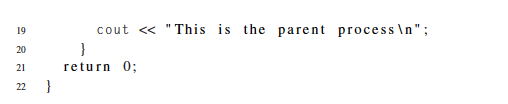 19 cout << "This is the parent process\n";
20 }
21 return 0;
22 }